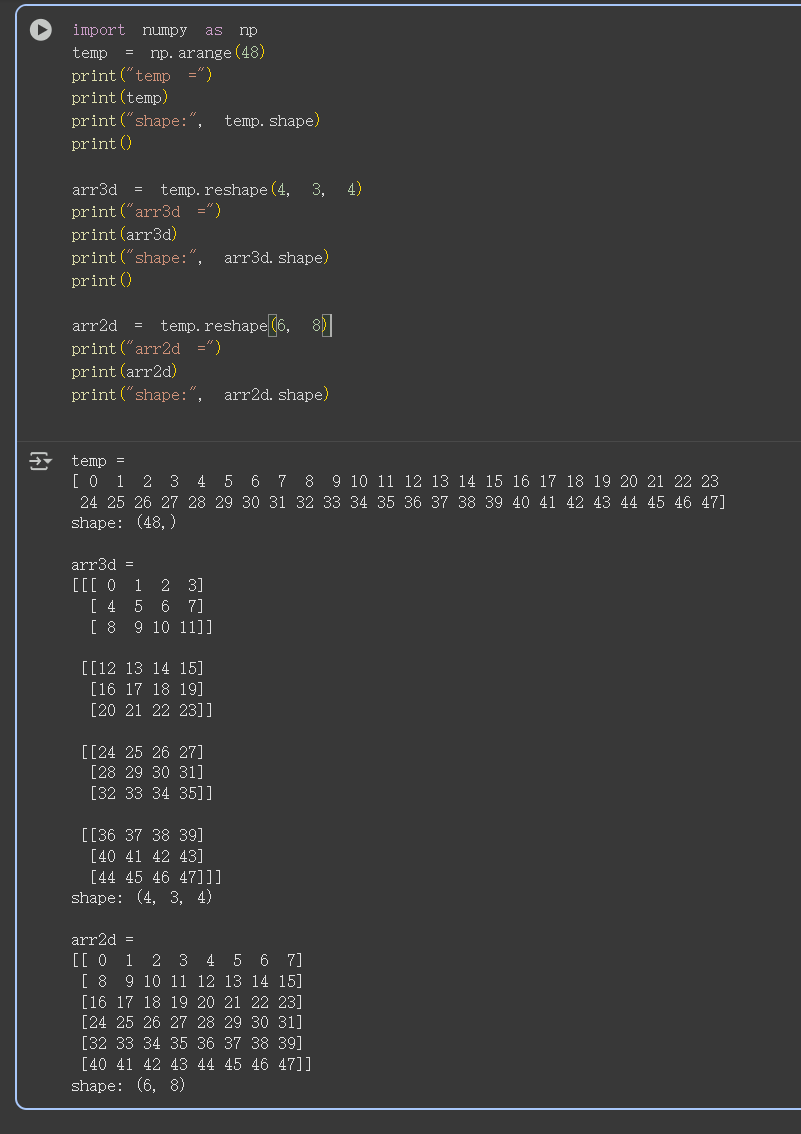 import numpy as np
temp = np.arange(48)
print("temp =")
print(temp)
print("shape:", temp.shape)
print()

arr3d = temp.reshape(4, 3, 4)
print("arr3d =")
print(arr3d)
print("shape:", arr3d.shape)
print()

arr2d = temp.reshape(6, 8)
print("arr2d =")
print(arr2d)
print("shape:", arr2d.shape)

temp =
[ 0  1  2  3  4  5  6  7  8  9 10 11 12 13 14 15 16 17 18 19 20 21 22 23
 24 25 26 27 28 29 30 31 32 33 34 35 36 37 38 39 40 41 42 43 44 45 46 47]
shape: (48,)

arr3d =
[[[ 0  1  2  3]
  [ 4  5  6  7]
  [ 8  9 10 11]]

 [[12 13 14 15]
  [16 17 18 19]
  [20 21 22 23]]

 [[24 25 26 27]
  [28 29 30 31]
  [32 33 34 35]]

 [[36 37 38 39]
  [40 41 42 43]
  [44 45 46 47]]]
shape: (4, 3, 4)

arr2d =
[[ 0  1  2  3  4  5  6  7]
 [ 8  9 10 11 12 13 14 15]
 [16 17 18 19 20 21 22 23]
 [24 25 26 27 28 29 30 31]
 [32 33 34 35 36 37 38 39]
 [40 41 42 43 44 45 46 47]]
shape: (6, 8)